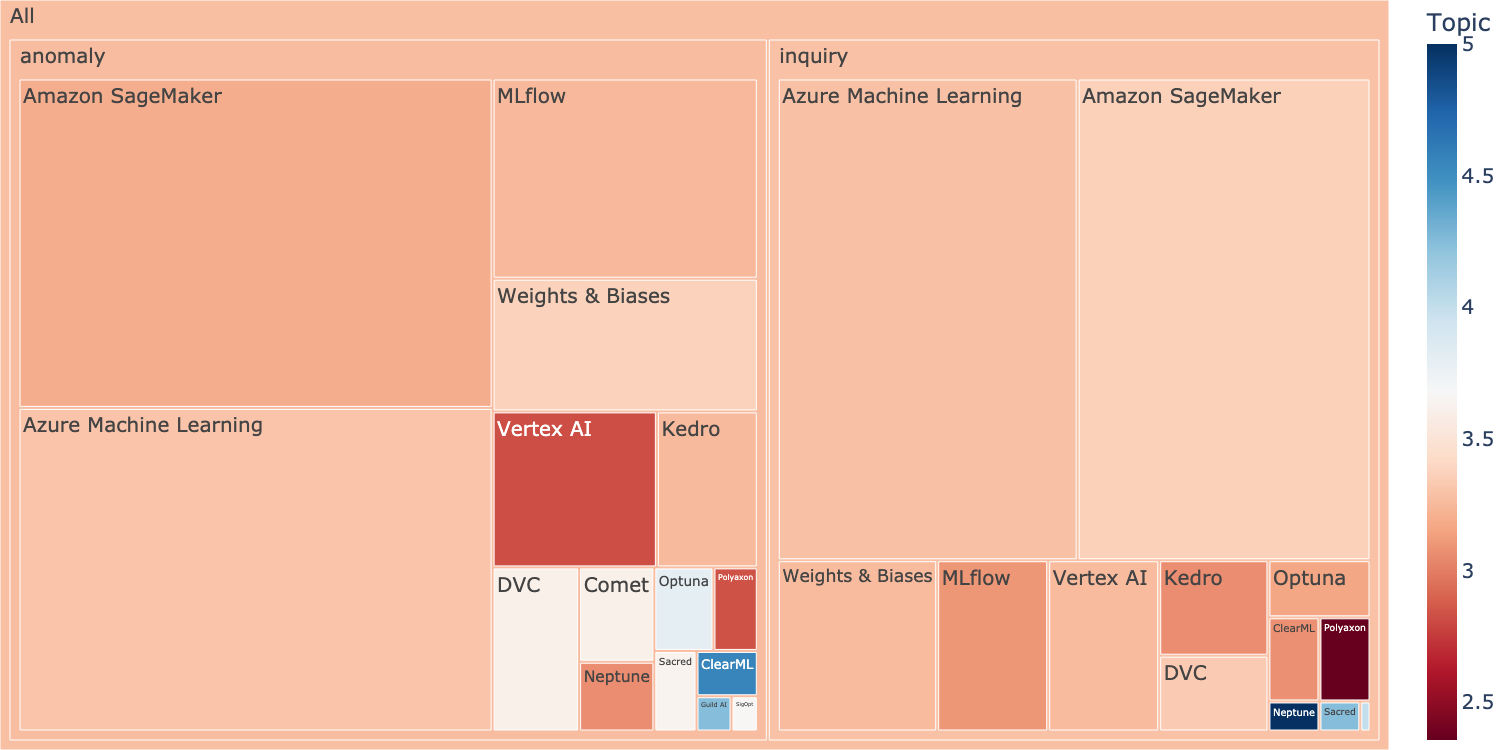 All
Topic
anomaly
Amazon SageMaker
MLflow
Weights & Biases
Azure Machine Learning
Vertex AI
Kedro
DVC
Comet
Optuna
Polyaxon
Neptune
Sacred
ClearML
Guild AI
SigOpt
inquiry
Azure Machine Learning
Amazon SageMaker
Weights & Biases
MLflow
Vertex AI
Kedro
Optuna
ClearML
Polyaxon
DVC
Neptune
Sacred
5
4.5
4
3.5
3
2.5